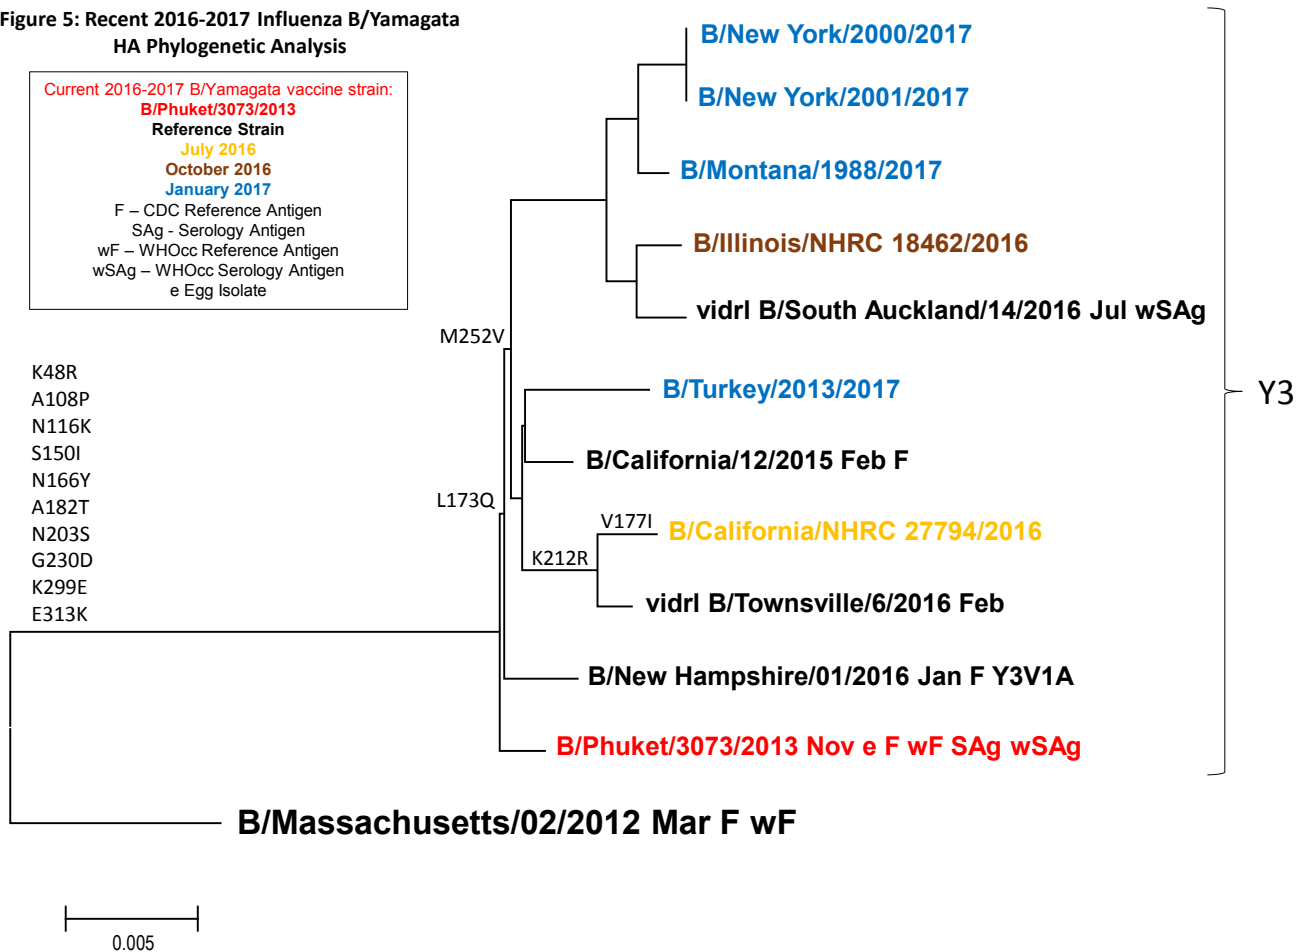 Figure 5: Recent 2016-2017 Influenza B/Yamagata
HA Phylogenetic Analysis
Current 2016-2017 B/Yamagata vaccine strain:
B/Phuket/3073/2013
Reference Strain
July 2016
October 2016
January 2017
F – CDC Reference Antigen
SAg - Serology Antigen
wF – WHOcc Reference Antigen
wSAg – WHOcc Serology Antigen
e Egg Isolate
B/New York/2000/2017
B/New York/2001/2017
B/Montana/1988/2017
B/Illinois/NHRC 18462/2016
vidrl B/South Auckland/14/2016 Jul wSAg
M252V
B/Turkey/2013/2017
Y3
B/California/12/2015 Feb F
L173Q
V177I
B/California/NHRC 27794/2016
K212R
vidrl B/Townsville/6/2016 Feb
B/New Hampshire/01/2016 Jan F Y3V1A
B/Phuket/3073/2013 Nov e F wF SAg wSAg
K48R
A108P
N116K
S150I
N166Y
A182T
N203S
G230D
K299E
E313K
B/Massachusetts/02/2012 Mar F wF
0.005